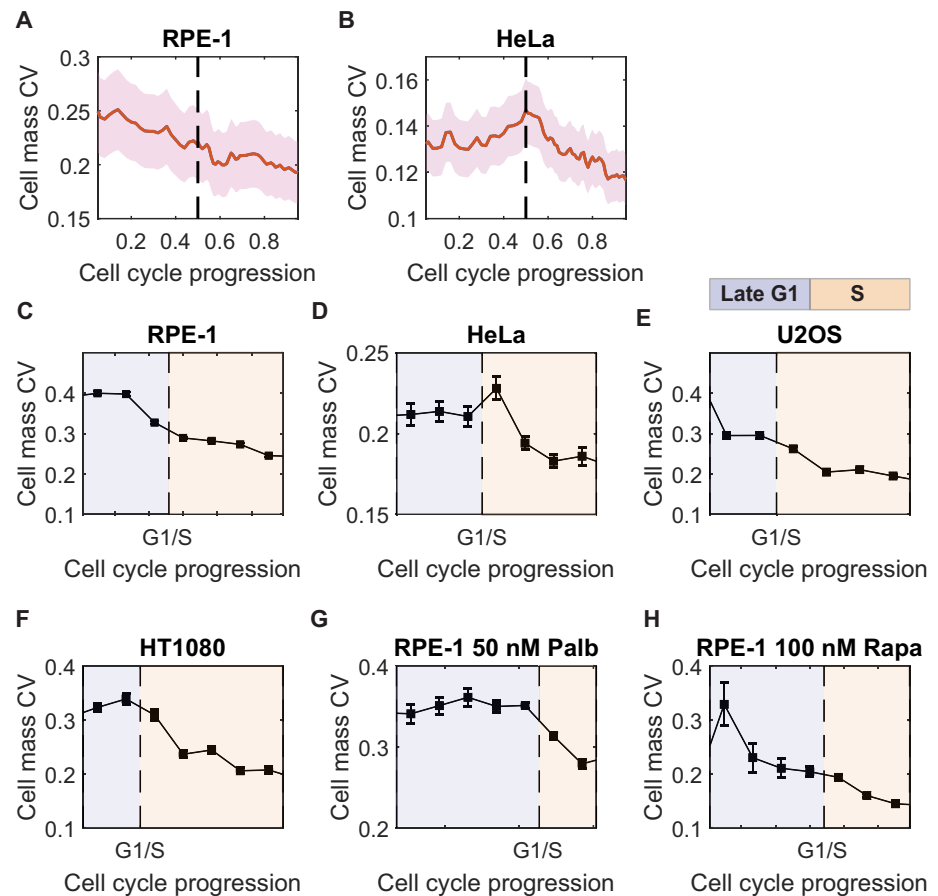 A
RPE-1
Cell mass CV
0.3
0.25
0.2
0.15
0.2 0.4 0.6 0.8
Cell cycle progression
B
HeLa
Cell mass CV
0.16
0.14
0.12
0.1
0.2 0.4 0.6 0.8
Cell cycle progression
Late G1 S
C
RPE-1
Cell mass CV
0.4
0.3
0.2
0.1
G1/S
Cell cycle progression
D
HeLa
Cell mass CV
0.25
0.2
0.15
G1/S
Cell cycle progression
E
U2OS
Cell mass CV
0.4
0.3
0.2
0.1
G1/S
Cell cycle progression
F
HT1080
Cell mass CV
0.4
0.3
0.2
0.1
G1/S
Cell cycle progression
G
RPE-1 50 nM Palb
Cell mass CV
0.4
0.3
0.2
G1/S
Cell cycle progression
H
RPE-1 100 nM Rapa
Cell mass CV
0.4
0.3
0.2
0.1
G1/S
Cell cycle progression